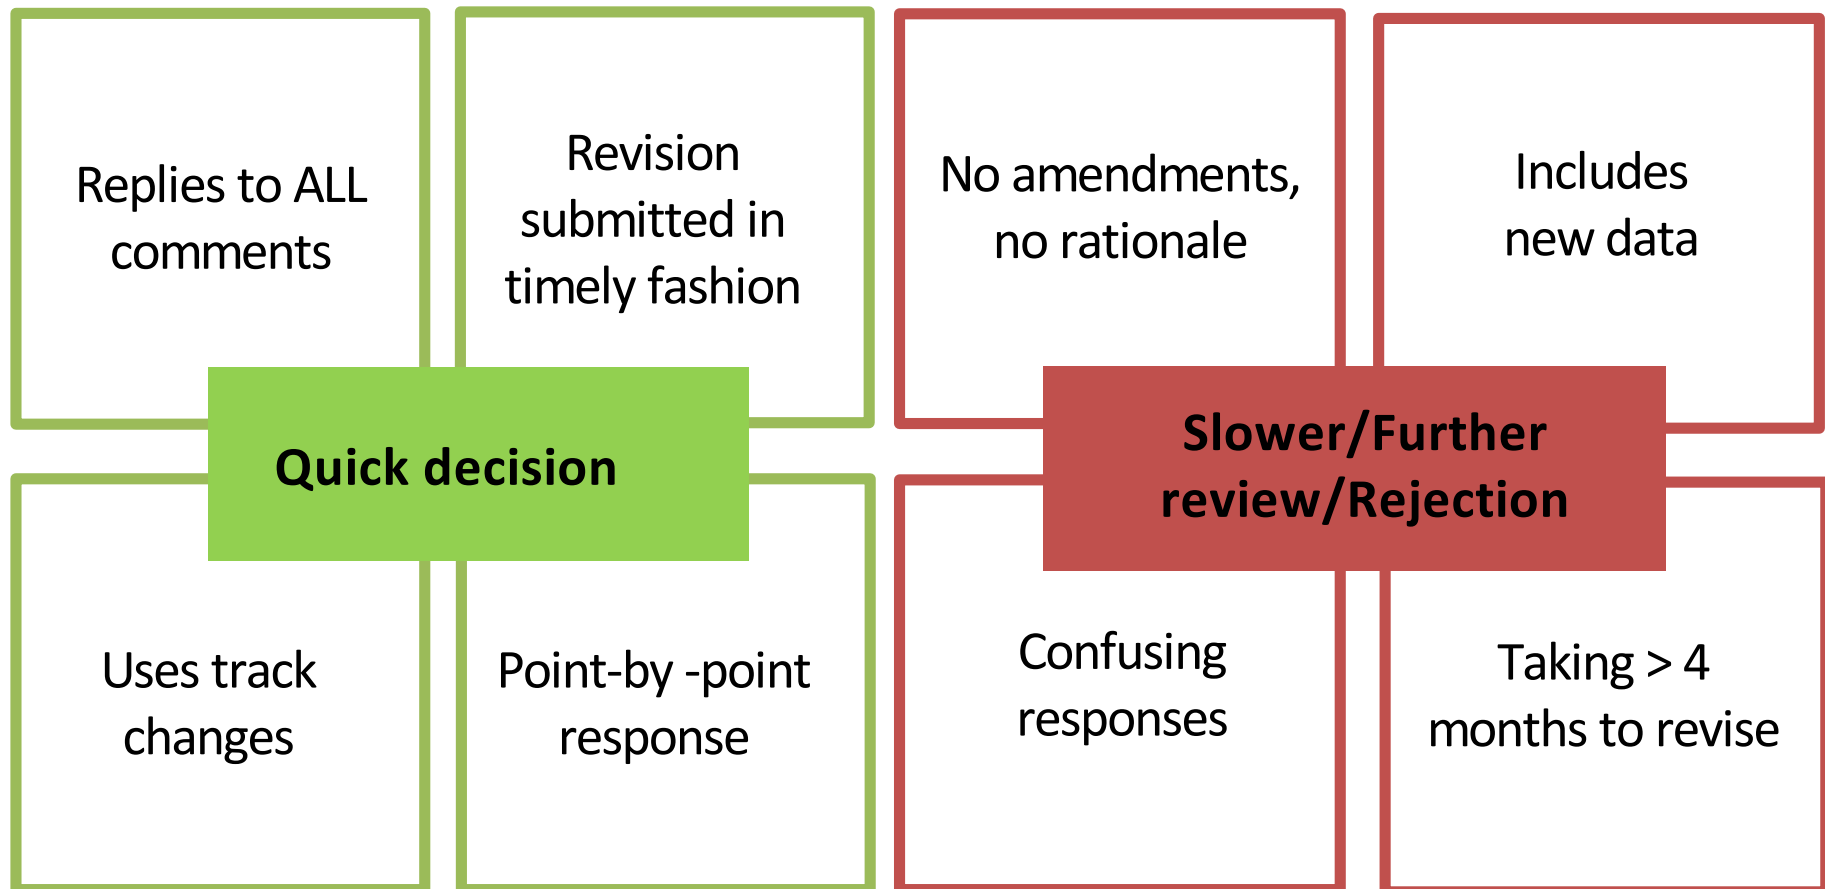 Replies to ALL
comments
Revision
submitted in
timely fashion
Quick decision
Uses track
changes
Point-by -point
response
No amendments,
no rationale
Includes
new data
Slower/Further
review/Rejection
Confusing
responses
Taking > 4
months to revise